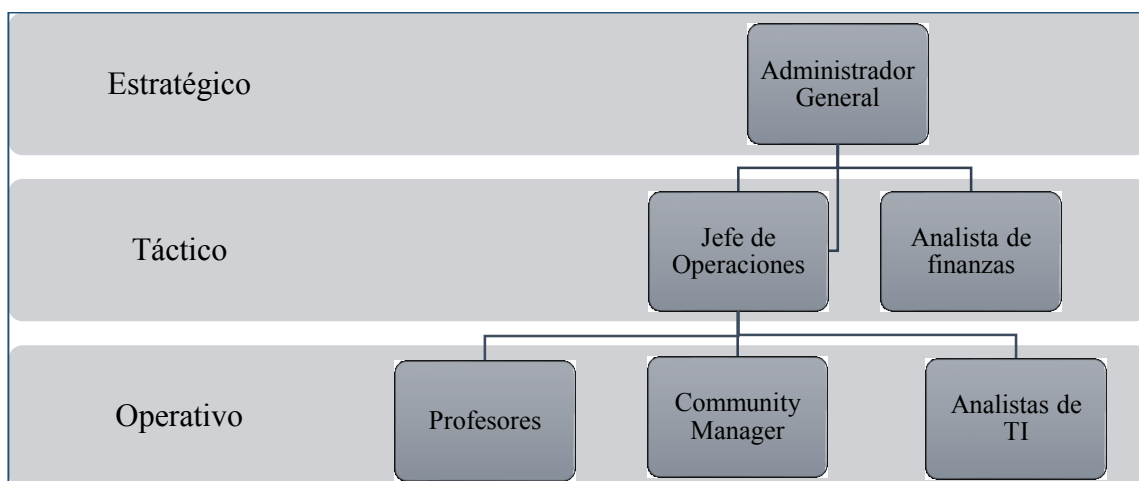 Estratégico
Administrador
General
Táctico
Jefe de
Operaciones
Analista de
finanzas
Operativo
Profesores
Community
Manager
Analistas de
TI